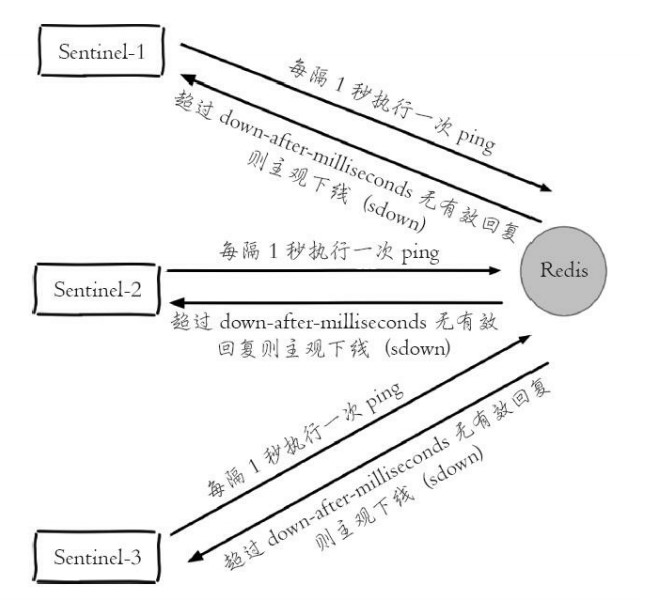 Sentinel-1
每隔 1 秒执行一次 ping
超过 down-after-milliseconds 无有效回复
则主观下线 (sdown)
每隔 1 秒执行一次 ping
Sentinel-2
Redis
超过 down-after-milliseconds 无有效
回复则主观下线 (sdown)
每隔 1 秒执行一次 ping
超过 down-after-milliseconds 无有效回复
则主观下线 (sdown)
Sentinel-3